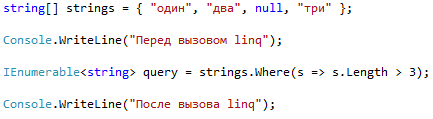 string[] strings = { "один", "два", null, "три" };
Console.WriteLine("Перед вызовом linq");
IEnumerable<string> query = strings.Where(s => s.Length > 3);
Console.WriteLine("После вызова linq");